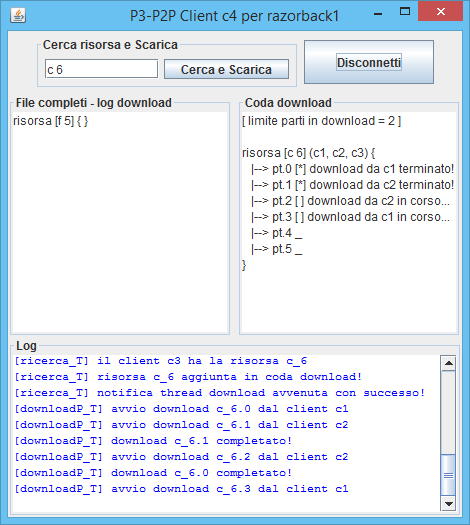 P3-P2P Client c4 per razorback1
Cerca risorsa e Scarica
c 6
Cerca e Scarica
Disconnetti
File completi - log download
risorsa [f 5] { }
Coda download
[ limite parti in download = 2 ]
risorsa [c 6] (c1, c2, c3) {
|--> pt.0 [*] download da c1 terminato!
|--> pt.1 [*] download da c2 terminato!
|--> pt.2 [ ] download da c2 in corso...
|--> pt.3 [ ] download da c1 in corso...
|--> pt.4 _
|--> pt.5 _
}
Log
[ricerca_T] il client c3 ha la risorsa c_6
[ricerca_T] risorsa c_6 aggiunta in coda download!
[ricerca_T] notifica thread download avvenuta con successo!
[downloadP_T] avvio download c_6.0 dal client c1
[downloadP_T] avvio download c_6.1 dal client c2
[downloadP_T] download c_6.1 completato!
[downloadP_T] avvio download c_6.2 dal client c2
[downloadP_T] download c_6.0 completato!
[downloadP_T] avvio download c_6.3 dal client c1